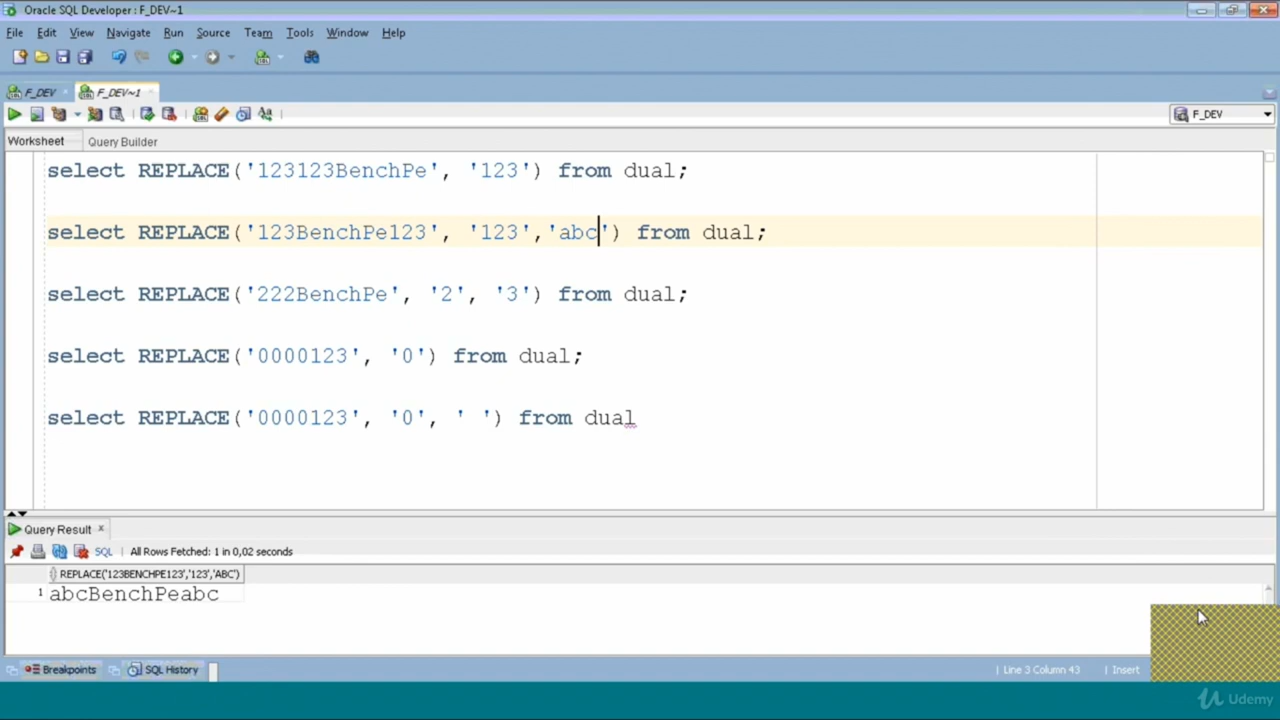 Oracle SQL Developer : F_DEV~1
File Edit View Navigate Run Source Team Tools Window Help
F_DEV F_DEV~1
F_DEV
Worksheet Query Builder
select REPLACE('123123BenchPe', '123') from dual;
select REPLACE('123BenchPe123', '123','abc') from dual;
select REPLACE('222BenchPe', '2', '3') from dual;
select REPLACE('0000123', '0') from dual;
select REPLACE('0000123', '0', ' ') from dual
Query Result x
SQL | All Rows Fetched: 1 in 0,02 seconds
REPLACE('123BENCHPE123','123','ABC')
1 abcBenchPeabc
Breakpoints SQL History | Line 3 Column 43 | Insert
Udemy